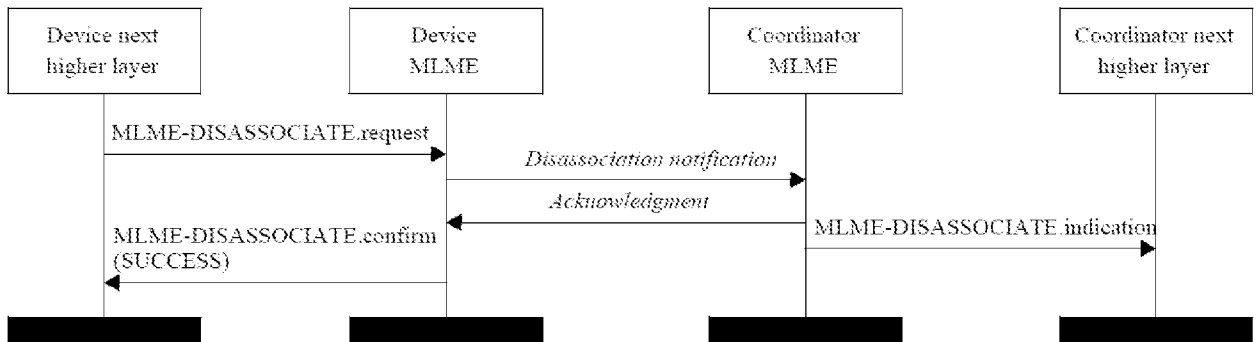 Device next
higher layer
Device
MLME
Coordinator
MLME
Coordinator next
higher layer
MLME-DISASSOCIATE.request
Disassociation notification
Acknowledgment
MLME-DISASSOCIATE.confirm
(SUCCESS)
MLME-DISASSOCIATE.indication